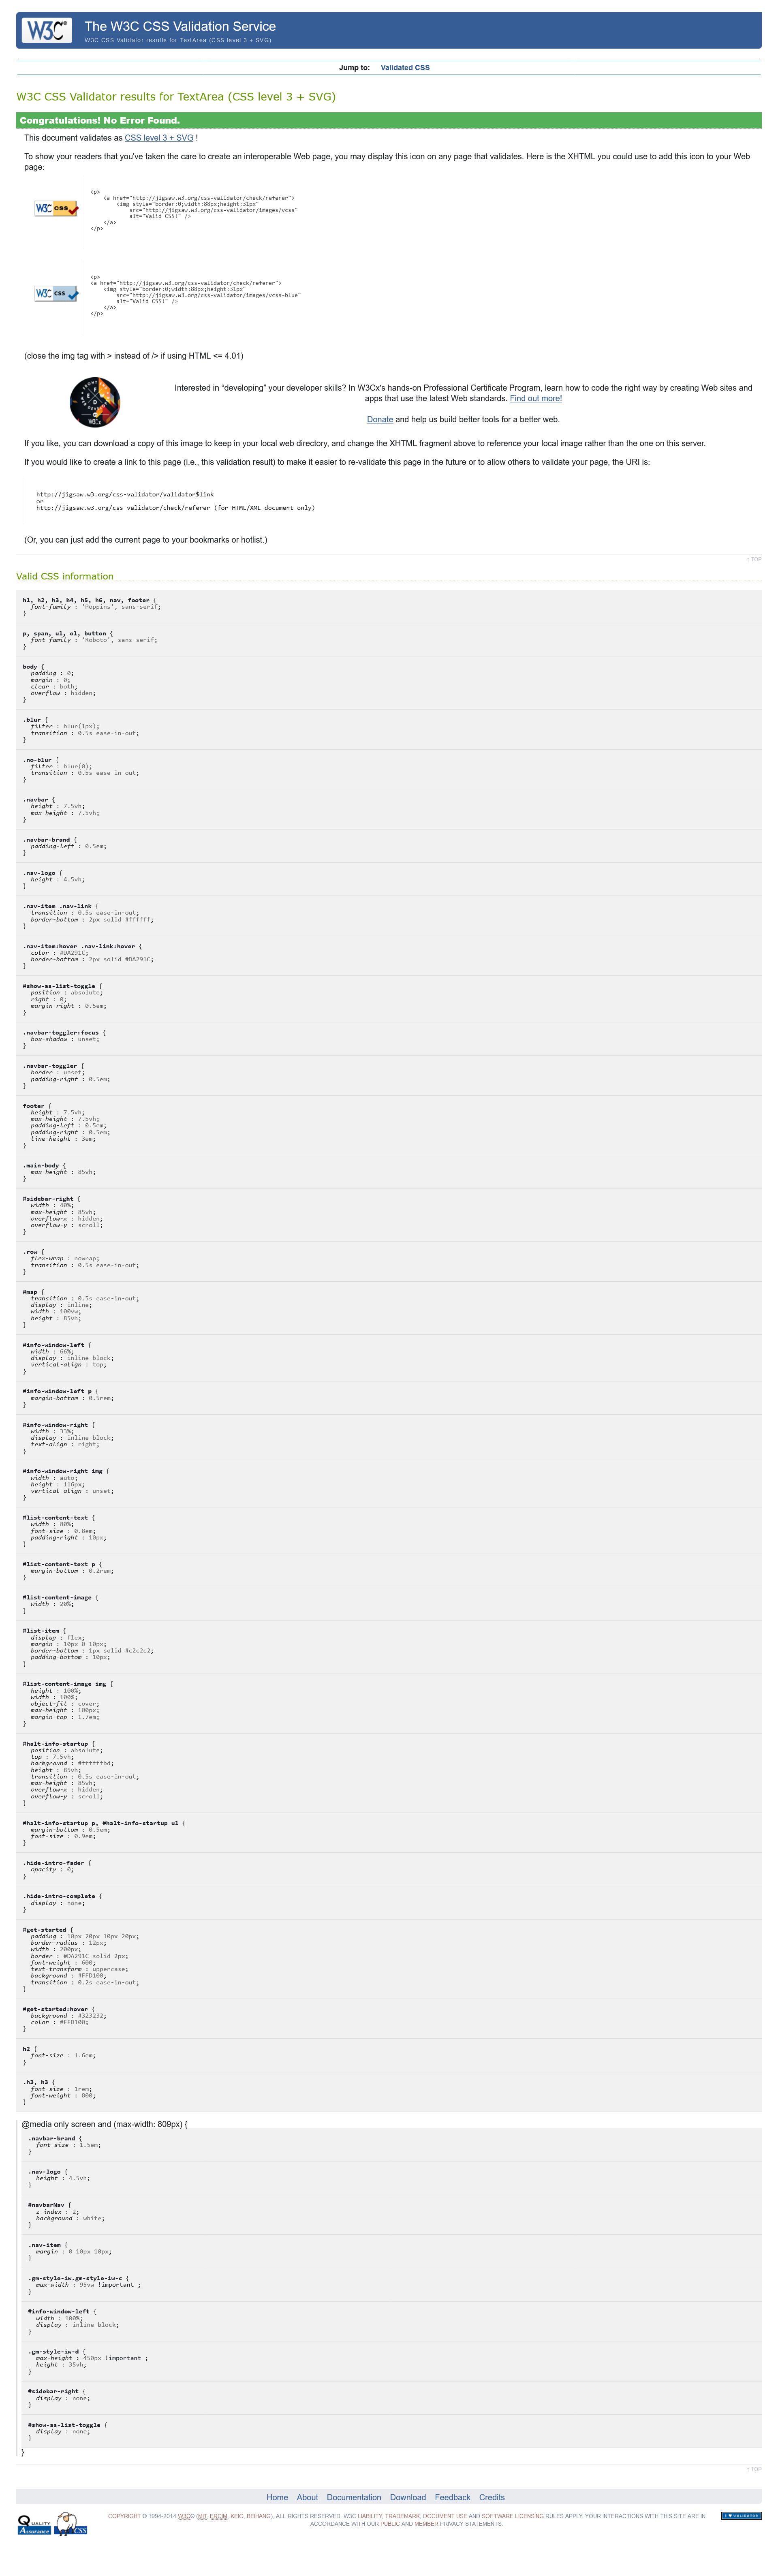 W3C®
The W3C CSS Validation Service
W3C CSS Validator results for TextArea (CSS level 3 + SVG)
Jump to: Validated CSS
W3C CSS Validator results for TextArea (CSS level 3 + SVG)
Congratulations! No Error Found.
This document validates as CSS level 3 + SVG !
To show your readers that you've taken the care to create an interoperable Web page, you may display this icon on any page that validates. Here is the XHTML you could use to add this icon to your Web
page:
W3C css
<p>
<a href="http://jigsaw.w3.org/css-validator/check/referer">
<img style="border:0;width:88px;height:31px"
src="http://jigsaw.w3.org/css-validator/images/vcss"
alt="Valid CSS!" />
</a>
</p>
W3C css
<p>
<a href="http://jigsaw.w3.org/css-validator/check/referer">
<img style="border:0;width:88px;height:31px"
src="http://jigsaw.w3.org/css-validator/images/vcss-blue"
alt="Valid CSS!" />
</a>
</p>
(close the img tag with > instead of /> if using HTML <= 4.01)
Interested in “developing” your developer skills? In W3Cx's hands-on Professional Certificate Program, learn how to code the right way by creating Web sites and
apps that use the latest Web standards. Find out more!
Donate and help us build better tools for a better web.
If you like, you can download a copy of this image to keep in your local web directory, and change the XHTML fragment above to reference your local image rather than the one on this server.
If you would like to create a link to this page (i.e., this validation result) to make it easier to re-validate this page in the future or to allow others to validate your page, the URI is:
http://jigsaw.w3.org/css-validator/validator$link
or
http://jigsaw.w3.org/css-validator/check/referer (for HTML/XML document only)
(Or, you can just add the current page to your bookmarks or hotlist.)
↑ TOP
Valid CSS information
h1, h2, h3, h4, h5, h6, nav, footer {
font-family : 'Poppins', sans-serif;
}
p, span, ul, ol, button {
font-family : 'Roboto', sans-serif;
}
body {
padding : 0;
margin : 0;
clear : both;
overflow : hidden;
}
.blur {
filter : blur(1px);
transition : 0.5s ease-in-out;
}
.no-blur {
filter : blur(0);
transition : 0.5s ease-in-out;
}
.navbar {
height : 7.5vh;
max-height : 7.5vh;
}
.navbar-brand {
padding-left : 0.5em;
}
.nav-logo {
height : 4.5vh;
}
.nav-item .nav-link {
transition : 0.5s ease-in-out;
border-bottom : 2px solid #ffffff;
}
.nav-item:hover .nav-link:hover {
color : #DA291C;
border-bottom : 2px solid #DA291C;
}
#show-as-list-toggle {
position : absolute;
right : 0;
margin-right : 0.5em;
}
.navbar-toggler:focus {
box-shadow : unset;
}
.navbar-toggler {
border : unset;
padding-right : 0.5em;
}
footer {
height : 7.5vh;
max-height : 7.5vh;
padding-left : 0.5em;
padding-right : 0.5em;
line-height : 3em;
}
.main-body {
max-height : 85vh;
}
#sidebar-right {
width : 40%;
max-height : 85vh;
overflow-x : hidden;
overflow-y : scroll;
}
.row {
flex-wrap : nowrap;
transition : 0.5s ease-in-out;
}
#map {
transition : 0.5s ease-in-out;
display : inline;
width : 100vw;
height : 85vh;
}
#info-window-left {
width : 66%;
display : inline-block;
vertical-align : top;
}
#info-window-left p {
margin-bottom : 0.5rem;
}
#info-window-right {
width : 33%;
display : inline-block;
text-align : right;
}
#info-window-right img {
width : auto;
height : 116px;
vertical-align : unset;
}
#list-content-text {
width : 80%;
font-size : 0.8em;
padding-right : 10px;
}
#list-content-text p {
margin-bottom : 0.2rem;
}
#list-content-image {
width : 20%;
}
#list-item {
display : flex;
margin : 10px 0 10px;
border-bottom : 1px solid #c2c2c2;
padding-bottom : 10px;
}
#list-content-image img {
height : 100%;
width : 100%;
object-fit : cover;
max-height : 100px;
margin-top : 1.7em;
}
#halt-info-startup {
position : absolute;
top : 7.5vh;
background : #ffffffbd;
height : 85vh;
transition : 0.5s ease-in-out;
max-height : 85vh;
overflow-x : hidden;
overflow-y : scroll;
}
#halt-info-startup p, #halt-info-startup ul {
margin-bottom : 0.5em;
font-size : 0.9em;
}
.hide-intro-fader {
opacity : 0;
}
.hide-intro-complete {
display : none;
}
#get-started {
padding : 10px 20px 10px 20px;
border-radius : 12px;
width : 200px;
border : #DA291C solid 2px;
font-weight : 600;
text-transform : uppercase;
background : #FFD100;
transition : 0.2s ease-in-out;
}
#get-started:hover {
background : #323232;
color : #FFD100;
}
h2 {
font-size : 1.6em;
}
.h3, h3 {
font-size : 1rem;
font-weight : 800;
}
@media only screen and (max-width: 809px) {
.navbar-brand {
font-size : 1.5em;
}
.nav-logo {
height : 4.5vh;
}
#navbarNav {
z-index : 2;
background : white;
}
.nav-item {
margin : 0 10px 10px;
}
.gm-style-iw.gm-style-iw-c {
max-width : 95vw !important ;
}
#info-window-left {
width : 100%;
display : inline-block;
}
.gm-style-iw-d {
max-height : 450px !important ;
height : 35vh;
}
#sidebar-right {
display : none;
}
#show-as-list-toggle {
display : none;
}
}
↑ TOP
Home About Documentation Download Feedback Credits
QUALITY
Assurance
CSS
COPYRIGHT © 1994-2014 W3C® (MIT, ERCIM, KEIO, BEIHANG), ALL RIGHTS RESERVED. W3C LIABILITY, TRADEMARK, DOCUMENT USE AND SOFTWARE LICENSING RULES APPLY. YOUR INTERACTIONS WITH THIS SITE ARE IN
ACCORDANCE WITH OUR PUBLIC AND MEMBER PRIVACY STATEMENTS.
I ♥ VALIDATOR